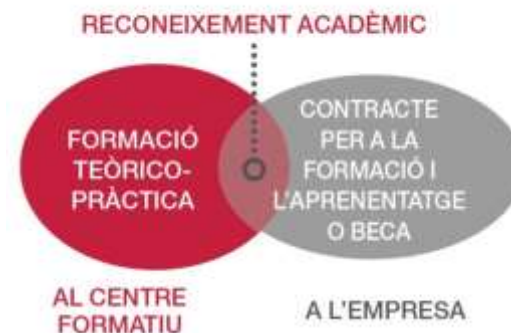 RECONEIXEMENT ACADÈMIC
FORMACIÓ
TEÒRICO-
PRÀCTICA
CONTRACTE
PER A LA
FORMACIÓ I
L'APRENENTATGE
O BECA
AL CENTRE
FORMATIU
A L'EMPRESA